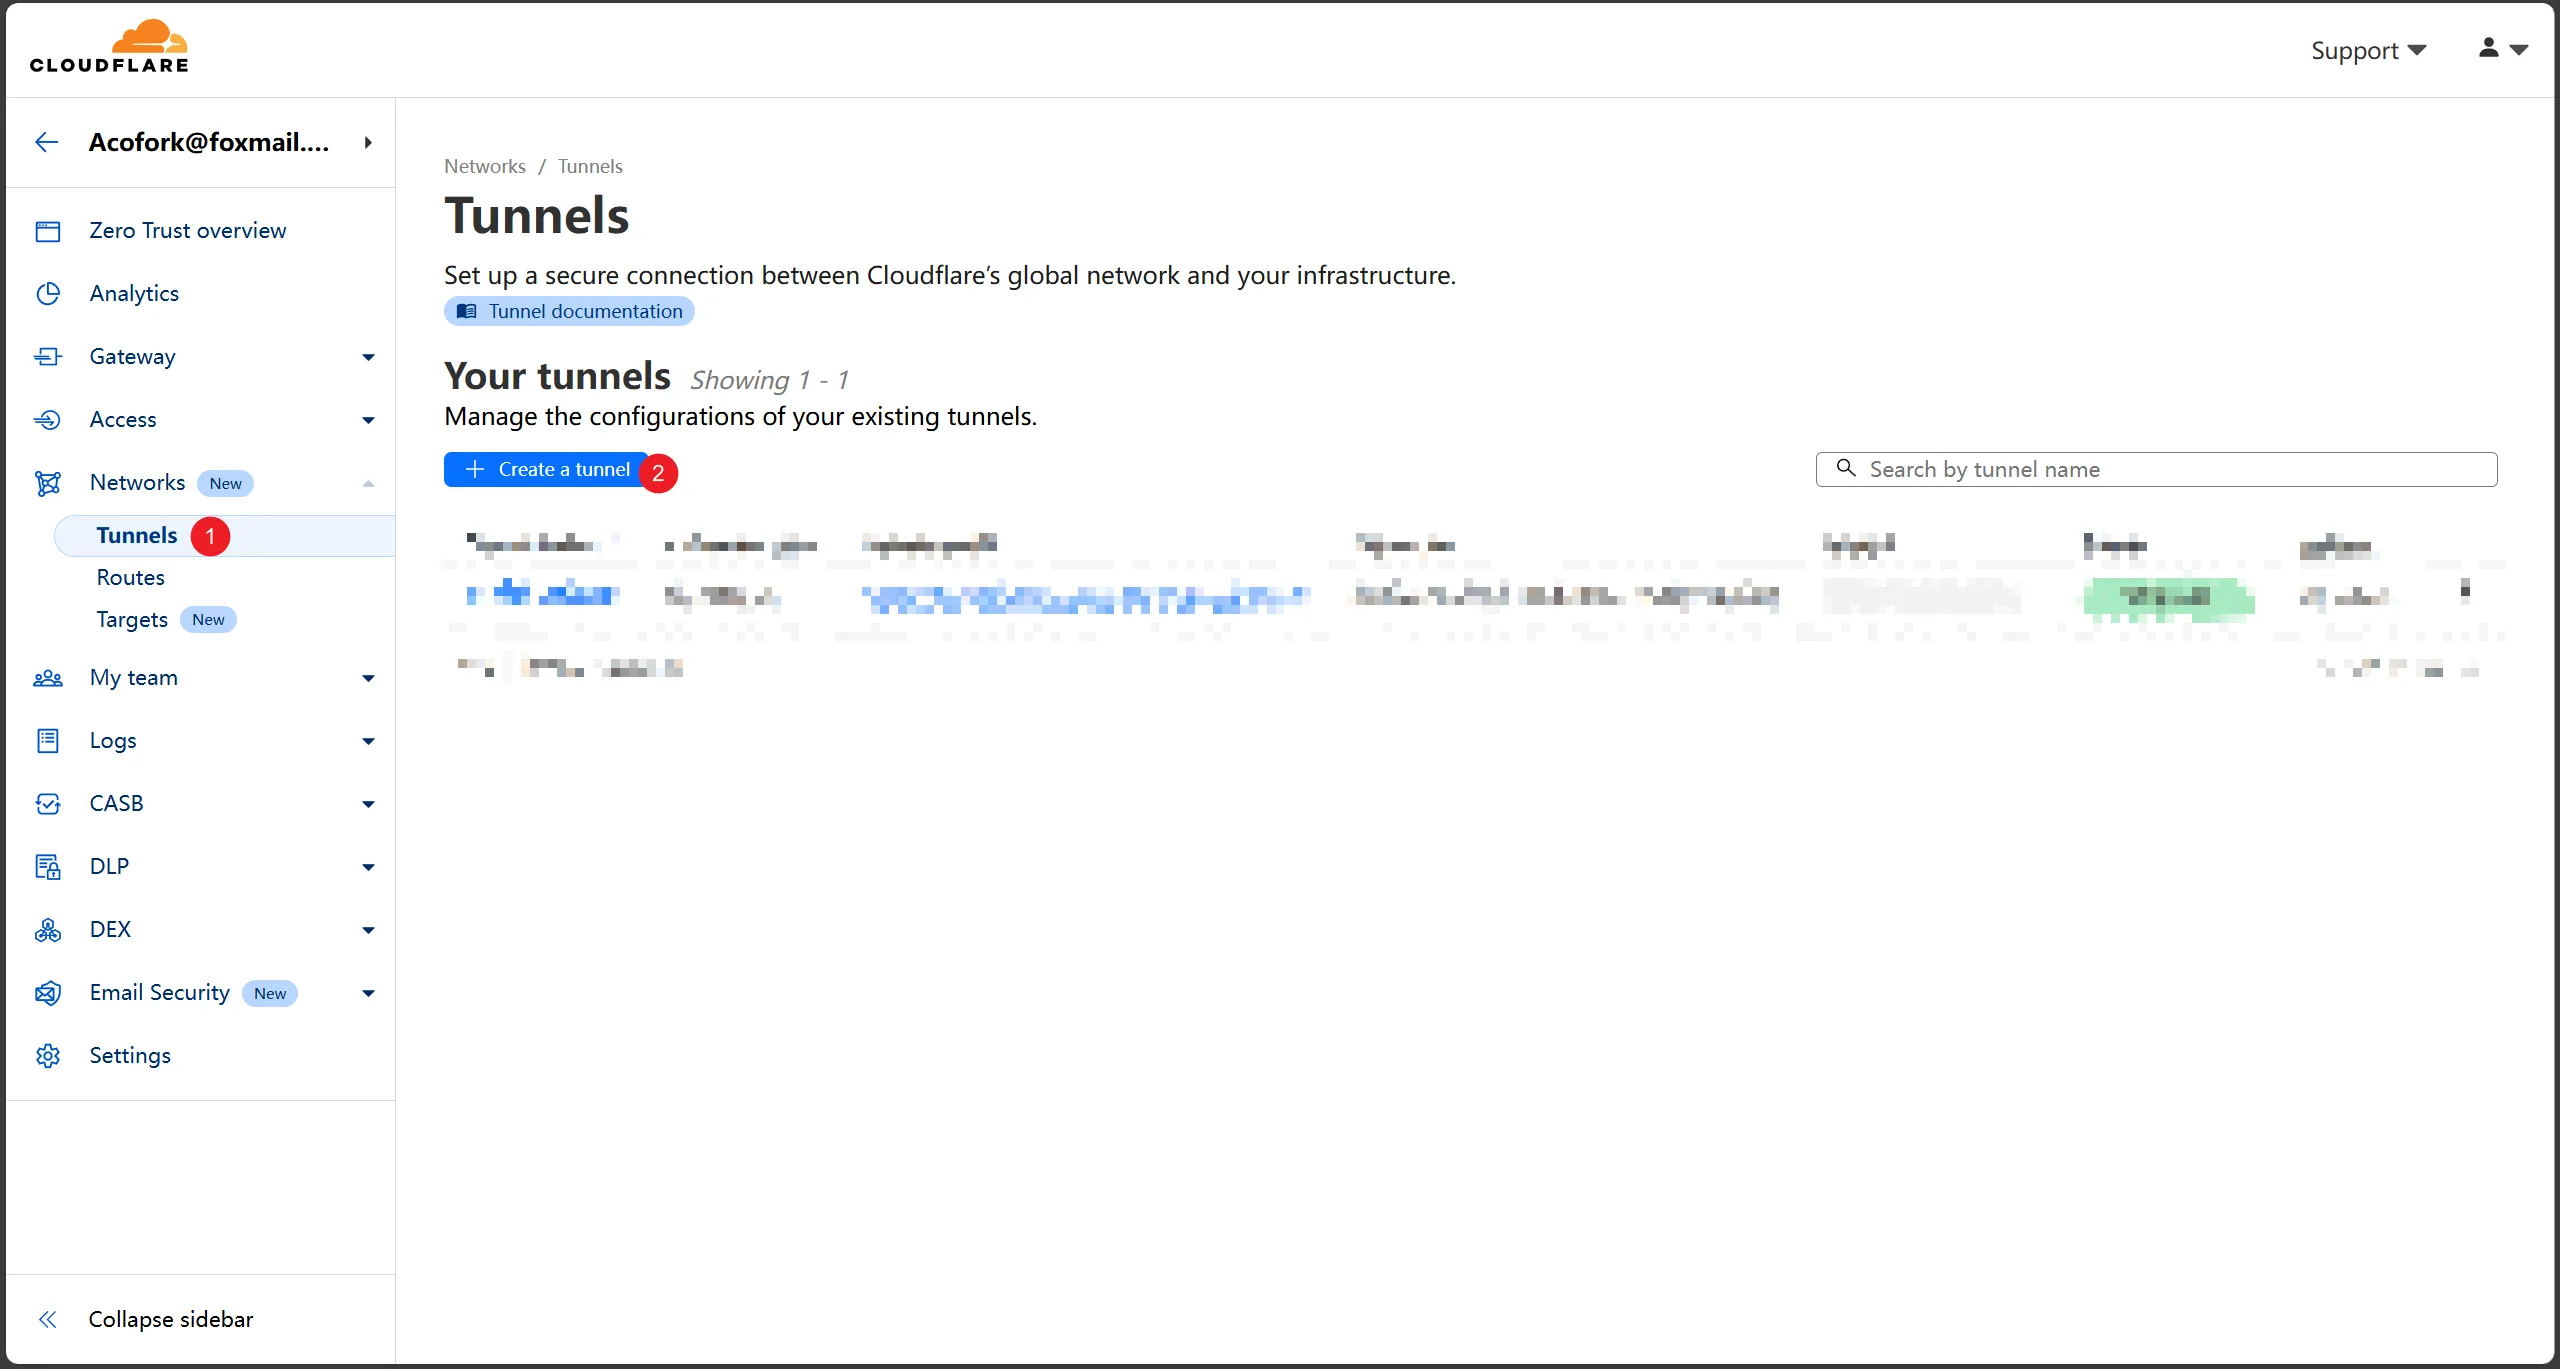 CLOUDFLARE
Support
Acofork@foxmail....
Zero Trust overview
Analytics
Gateway
Access
Networks New
Tunnels 1
Routes
Targets New
My team
Logs
CASB
DLP
DEX
Email Security New
Settings
Collapse sidebar
Networks / Tunnels
Tunnels
Set up a secure connection between Cloudflare’s global network and your infrastructure.
Tunnel documentation
Your tunnels Showing 1 - 1
Manage the configurations of your existing tunnels.
+ Create a tunnel 2
Search by tunnel name